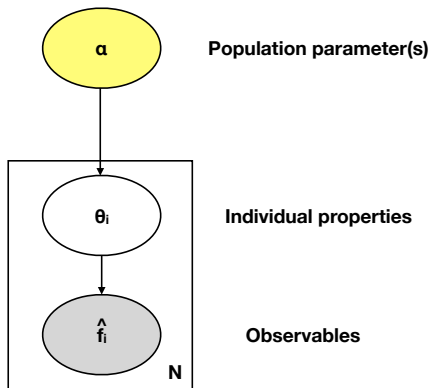 α Population parameter(s)
θᵢ Individual properties
f̂ᵢ Observables
N